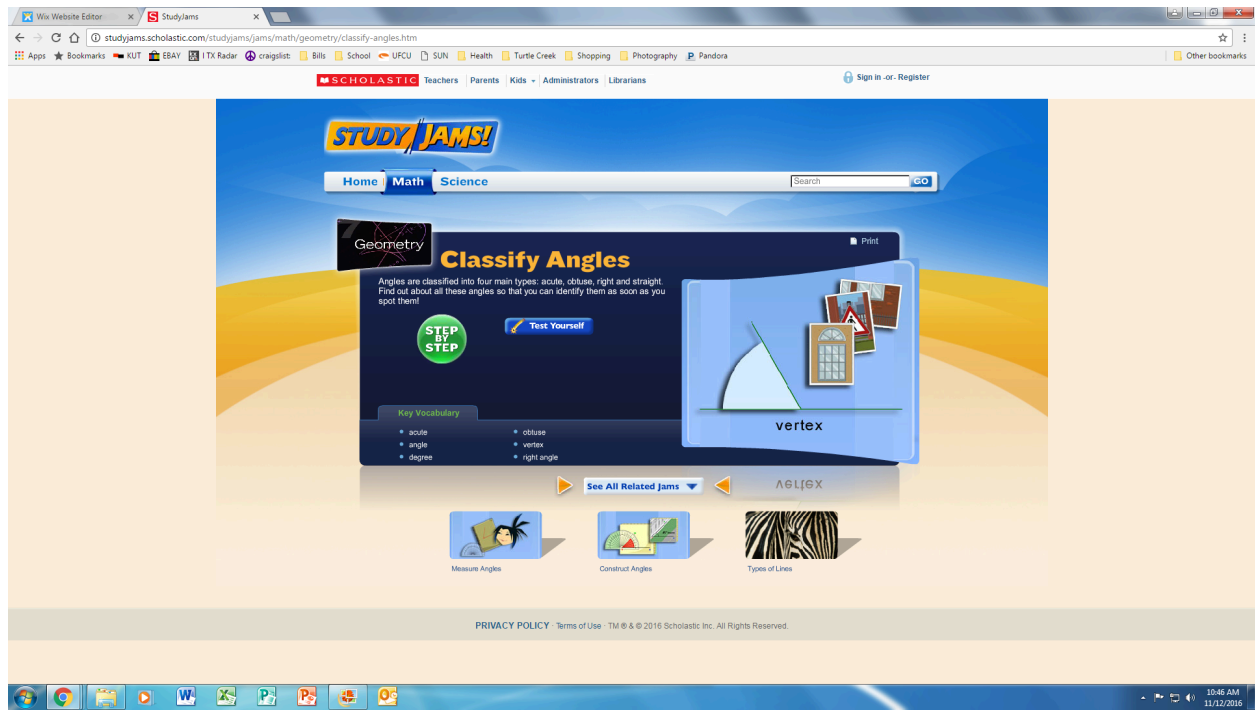 Wix Website Editor
StudyJams
studyjams.scholastic.com/studyjams/jams/math/geometry/classify-angles.htm
Apps Bookmarks KUT EBAY TX Radar craigslist: Bills School UFCU SUN Health Turtle Creek Shopping Photography Pandora Other bookmarks
SCHOLASTIC Teachers Parents Kids Administrators Librarians Sign in -or- Register
STUDY JAMS!
Home Math Science Search GO
Geometry
Print
Classify Angles
Angles are classified into four main types: acute, obtuse, right and straight.
Find out about all these angles so that you can identify them as soon as you
spot them!
STEP
BY
STEP
Test Yourself
vertex
Key Vocabulary
acute obtuse
angle vertex
degree right angle
See All Related Jams
vertex
Measure Angles Construct Angles Types of Lines
PRIVACY POLICY · Terms of Use · TM ® & © 2016 Scholastic Inc. All Rights Reserved.
10:46 AM
11/12/2016